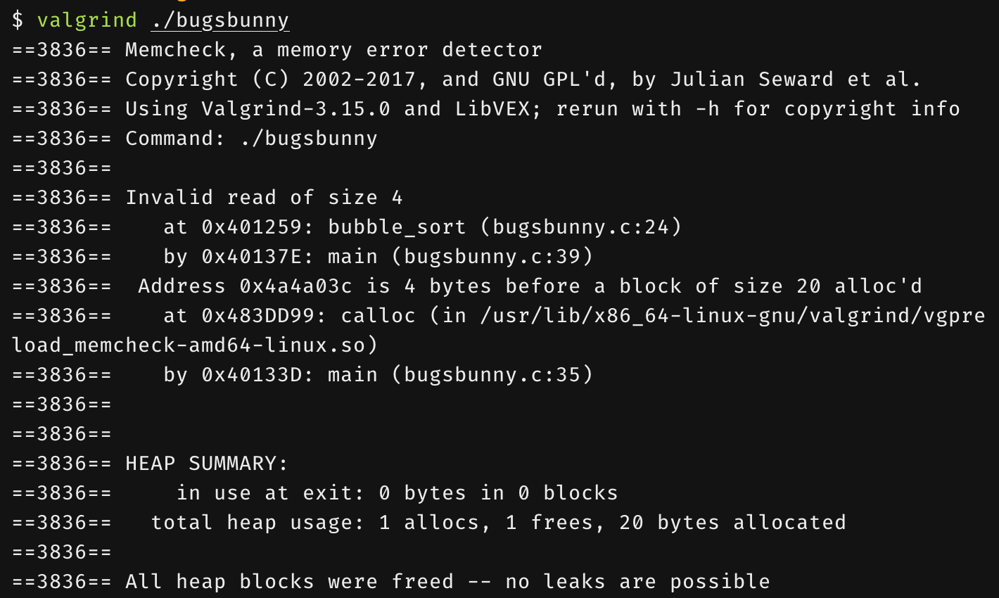 $ valgrind ./bugsbunny
==3836== Memcheck, a memory error detector
==3836== Copyright (C) 2002-2017, and GNU GPL'd, by Julian Seward et al.
==3836== Using Valgrind-3.15.0 and LibVEX; rerun with -h for copyright info
==3836== Command: ./bugsbunny
==3836==
==3836== Invalid read of size 4
==3836==    at 0x401259: bubble_sort (bugsbunny.c:24)
==3836==    by 0x40137E: main (bugsbunny.c:39)
==3836==  Address 0x4a4a03c is 4 bytes before a block of size 20 alloc'd
==3836==    at 0x483DD99: calloc (in /usr/lib/x86_64-linux-gnu/valgrind/vgpre
load_memcheck-amd64-linux.so)
==3836==    by 0x40133D: main (bugsbunny.c:35)
==3836==
==3836==
==3836== HEAP SUMMARY:
==3836==     in use at exit: 0 bytes in 0 blocks
==3836==   total heap usage: 1 allocs, 1 frees, 20 bytes allocated
==3836==
==3836== All heap blocks were freed -- no leaks are possible